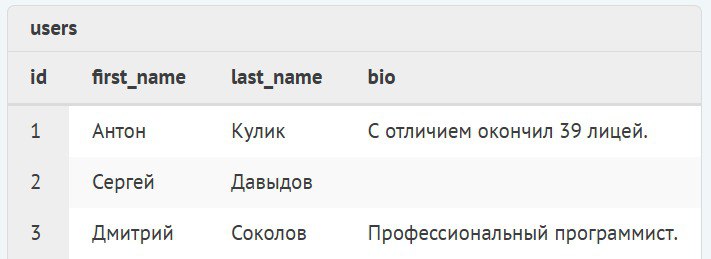 users
id first_name last_name bio
1 Антон Кулик С отличием окончил 39 лицей.
2 Сергей Давыдов
3 Дмитрий Соколов Профессиональный программист.